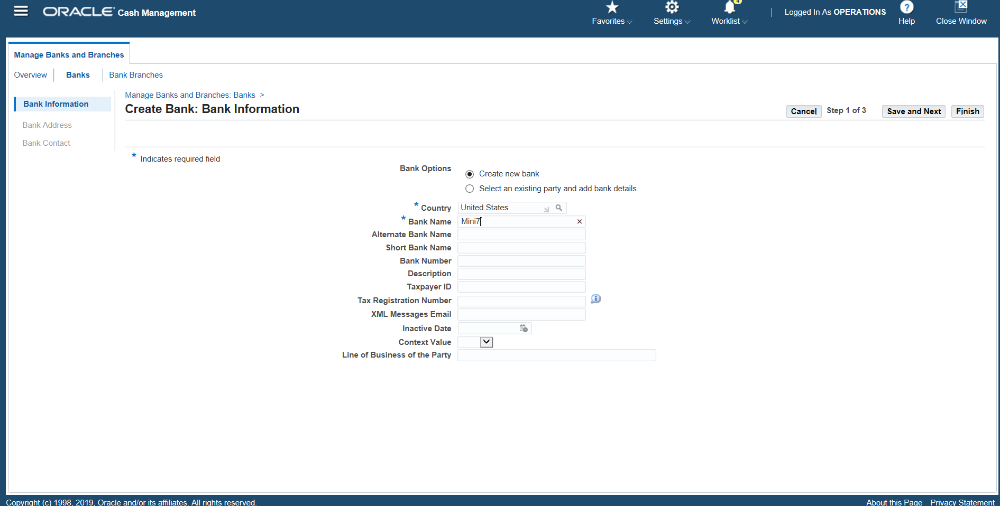 ORACLE Cash Management
Favorites
Settings
4
Worklist
Logged In As OPERATIONS
Help
Close Window
Manage Banks and Branches
Overview
Banks
Bank Branches
Bank Information
Bank Address
Bank Contact
Manage Banks and Branches: Banks >
Create Bank: Bank Information
Cancel
Step 1 of 3
Save and Next
Finish
* Indicates required field
Bank Options
Create new bank
Select an existing party and add bank details
* Country United States
* Bank Name Mini7
Alternate Bank Name
Short Bank Name
Bank Number
Description
Taxpayer ID
Tax Registration Number
XML Messages Email
Inactive Date
Context Value
Line of Business of the Party
Copyright (c) 1998, 2019, Oracle and/or its affiliates. All rights reserved.
About this Page
Privacy Statement